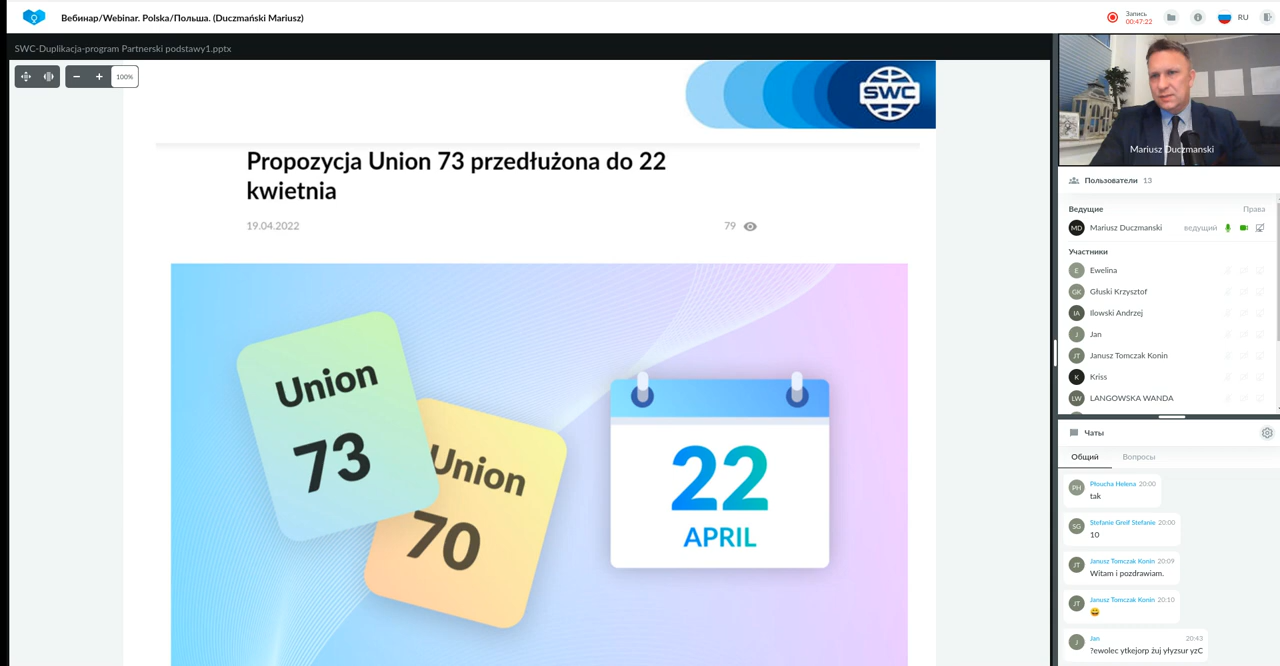 Вебинар/Webinar. Polska/Польша. (Duczmański Mariusz)
Запись
00:47:22
RU
SWC-Duplikacja-program Partnerski podstawy1.pptx
100%
SWC
Propozycja Union 73 przedłużona do 22
kwietnia
19.04.2022
79
Union
73
Union
70
22
APRIL
Mariusz Duczmanski
Пользователи 13
Ведущие Права
MD Mariusz Duczmanski ведущий
Участники
E Ewelina
GK Głuski Krzysztof
IA Ilowski Andrzej
J Jan
JT Janusz Tomczak Konin
K Kriss
LW LANGOWSKA WANDA
Чаты
Общий Вопросы
PH Płoucha Helena 20:00
tak
SG Stefanie Greif Stefanie 20:00
10
JT Janusz Tomczak Konin 20:09
Witam i pozdrawiam.
JT Janusz Tomczak Konin 20:10
😄
J Jan 20:43
?ewolec ytkejorp żuj yłyzsur yzC